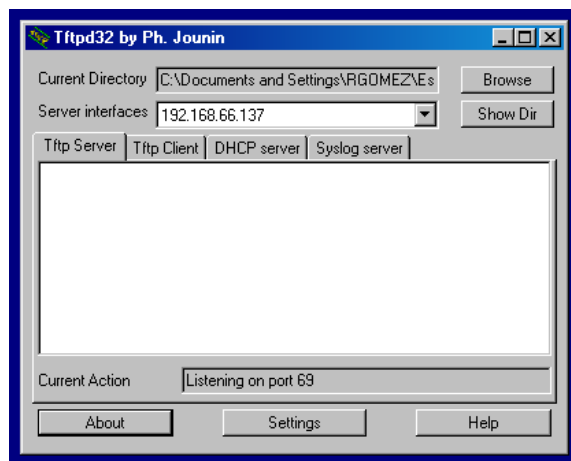 Tftpd32 by Ph. Jounin
Current Directory C:\Documents and Settings\RGOMEZ\Es Browse
Server interfaces 192.168.66.137 Show Dir
Tftp Server Tftp Client DHCP server Syslog server
Current Action Listening on port 69
About Settings Help